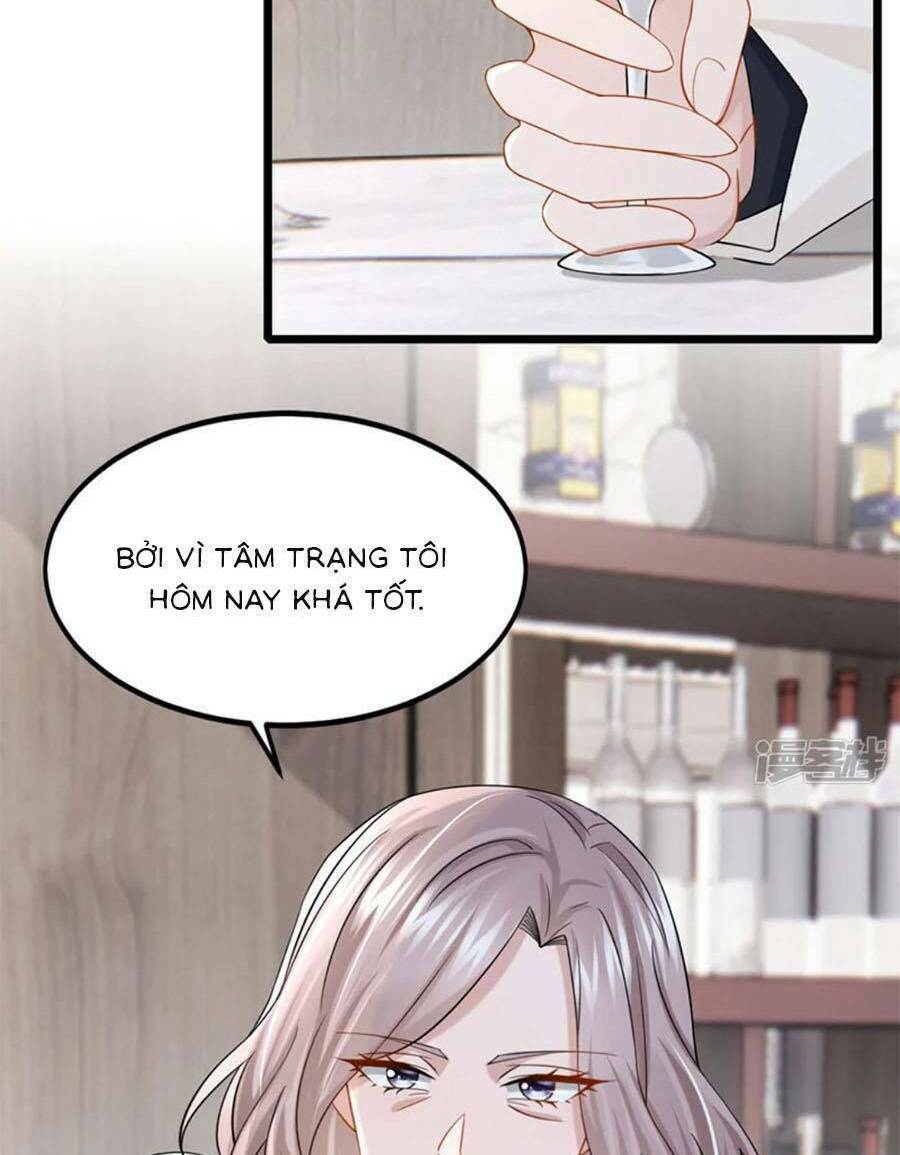 BỞI VÌ TÂM TRẠNG TÔI
HÔM NAY KHÁ TỐT.
漫客栈